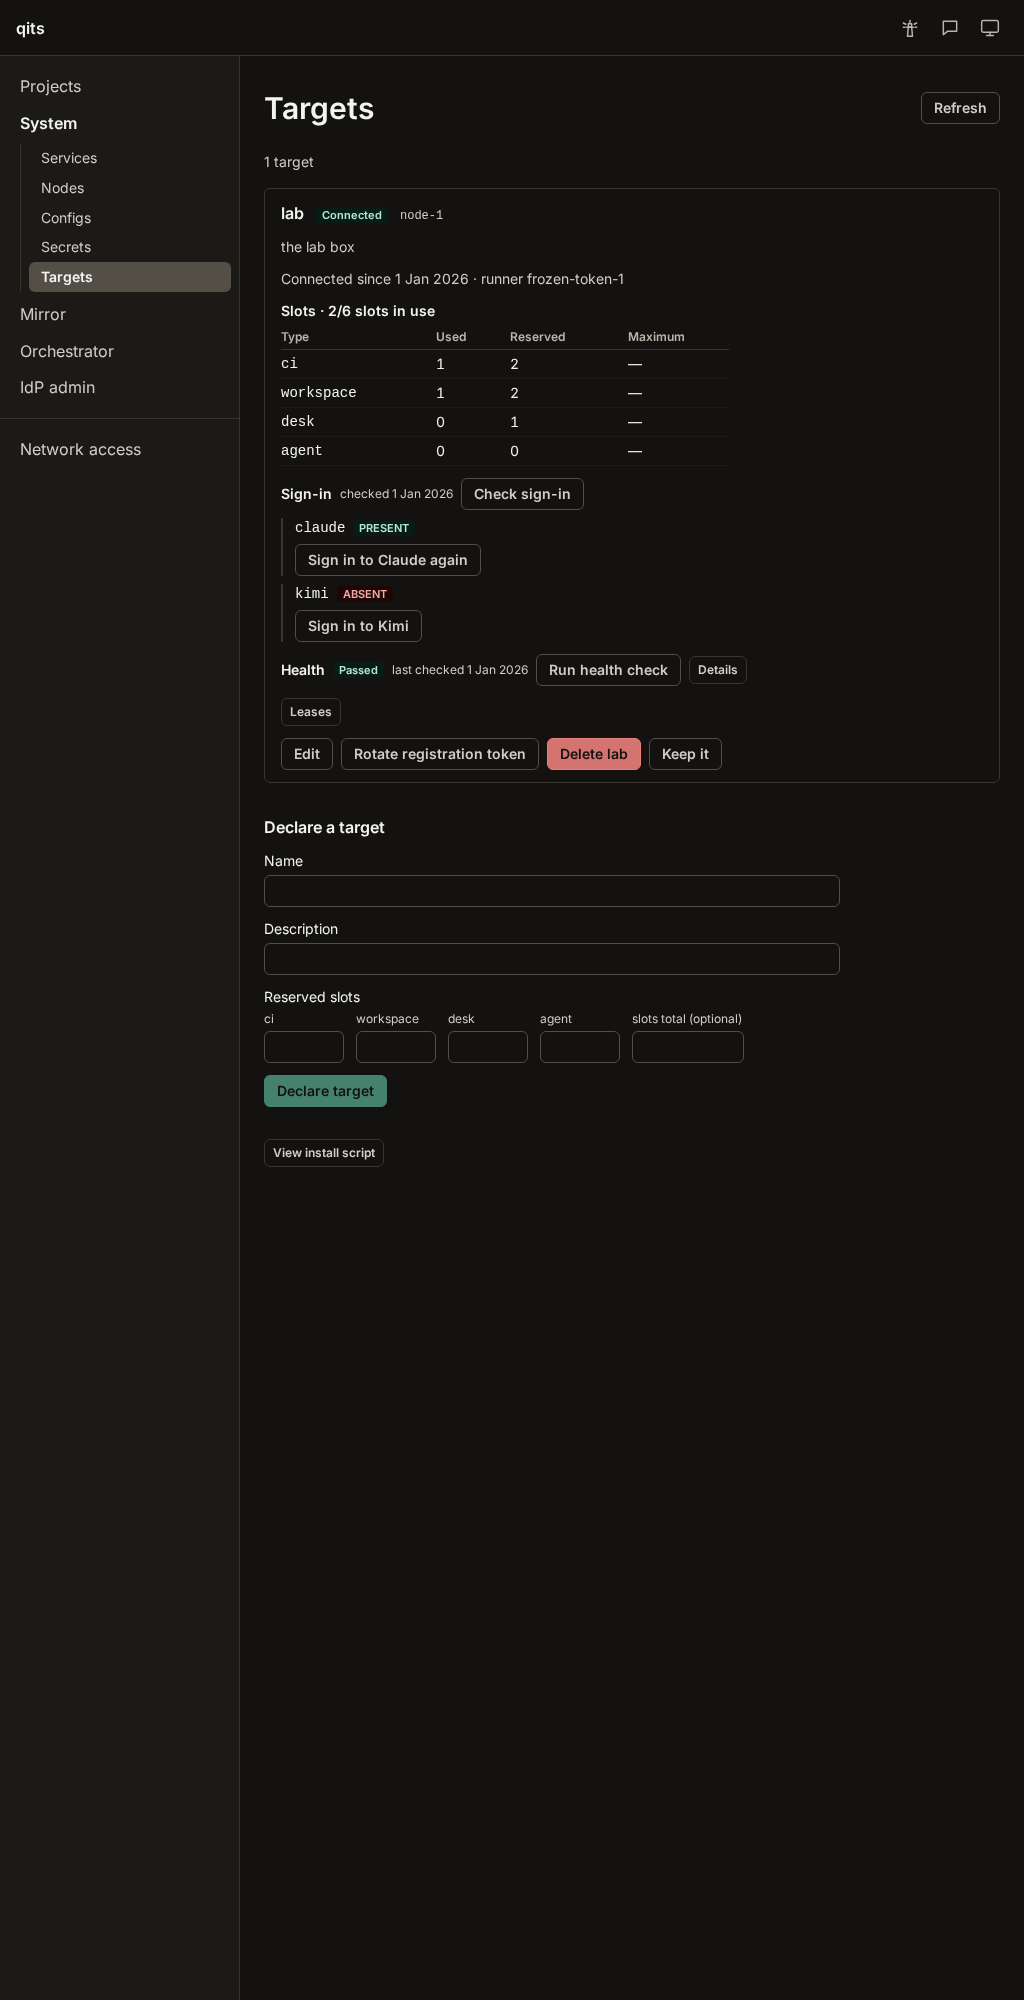 qits
Projects
System
Services
Nodes
Configs
Secrets
Targets
Mirror
Orchestrator
IdP admin
Network access
Targets
Refresh
1 target
lab Connected node-1
the lab box
Connected since 1 Jan 2026 · runner frozen-token-1
Slots · 2/6 slots in use
Type Used Reserved Maximum
ci 1 2 —
workspace 1 2 —
desk 0 1 —
agent 0 0 —
Sign-in checked 1 Jan 2026 Check sign-in
claude PRESENT
Sign in to Claude again
kimi ABSENT
Sign in to Kimi
Health Passed last checked 1 Jan 2026 Run health check Details
Leases
Edit Rotate registration token Delete lab Keep it
Declare a target
Name
Description
Reserved slots
ci workspace desk agent slots total (optional)
Declare target
View install script